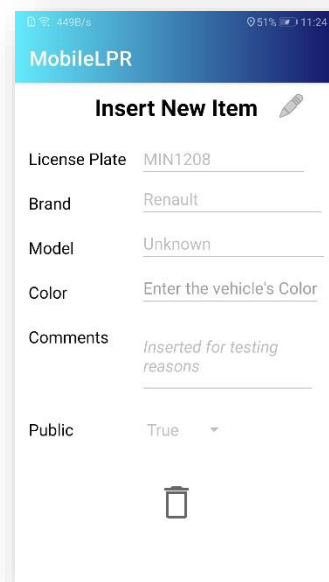 449B/s 51% 11:24
MobileLPR
Insert New Item
License Plate MIN1208
Brand Renault
Model Unknown
Color Enter the vehicle's Color
Comments Inserted for testing
reasons
Public True